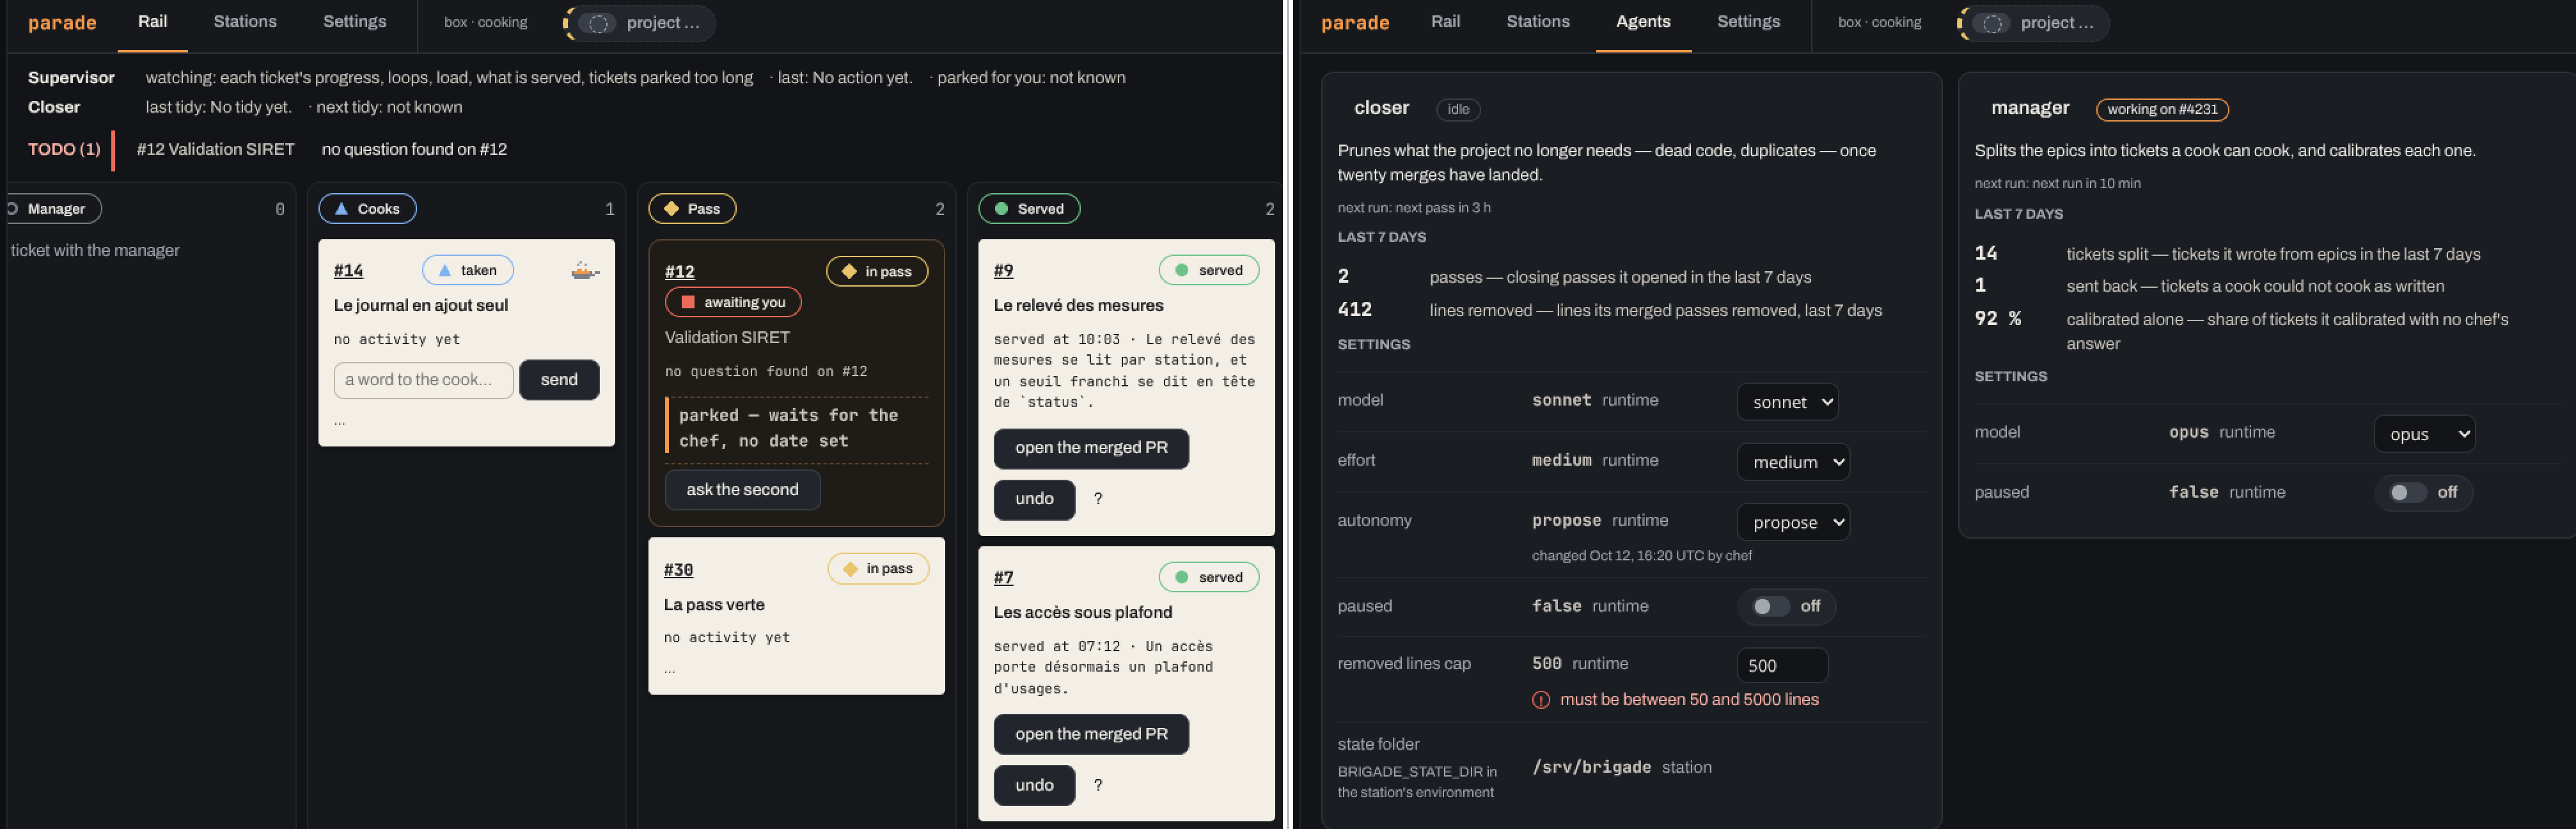 parade Rail Stations Settings box · cooking project ...
Supervisor watching: each ticket's progress, loops, load, what is served, tickets parked too long · last: No action yet. · parked for you: not known
Closer last tidy: No tidy yet. · next tidy: not known
TODO (1) #12 Validation SIRET no question found on #12
Manager 0
ticket with the manager
Cooks 1
#14 taken
Le journal en ajout seul
no activity yet
a word to the cook... send
...
Pass 2
#12 in pass
awaiting you
Validation SIRET
no question found on #12
parked — waits for the
chef, no date set
ask the second
#30 in pass
La pass verte
no activity yet
...
Served 2
#9 served
Le relevé des mesures
served at 10:03 · Le relevé des
mesures se lit par station, et
un seuil franchi se dit en tête
de `status`.
open the merged PR
undo ?
#7 served
Les accès sous plafond
served at 07:12 · Un accès
porte désormais un plafond
d'usages.
open the merged PR
undo ?
parade Rail Stations Agents Settings box · cooking project ...
closer idle
Prunes what the project no longer needs — dead code, duplicates — once
twenty merges have landed.
next run: next pass in 3 h
LAST 7 DAYS
2 passes — closing passes it opened in the last 7 days
412 lines removed — lines its merged passes removed, last 7 days
SETTINGS
model sonnet runtime sonnet
effort medium runtime medium
autonomy propose runtime propose
changed Oct 12, 16:20 UTC by chef
paused false runtime off
removed lines cap 500 runtime 500
must be between 50 and 5000 lines
state folder
BRIGADE_STATE_DIR in
the station's environment
/srv/brigade station
manager working on #4231
Splits the epics into tickets a cook can cook, and calibrates each one.
next run: next run in 10 min
LAST 7 DAYS
14 tickets split — tickets it wrote from epics in the last 7 days
1 sent back — tickets a cook could not cook as written
92 % calibrated alone — share of tickets it calibrated with no chef's
answer
SETTINGS
model opus runtime opus
paused false runtime off